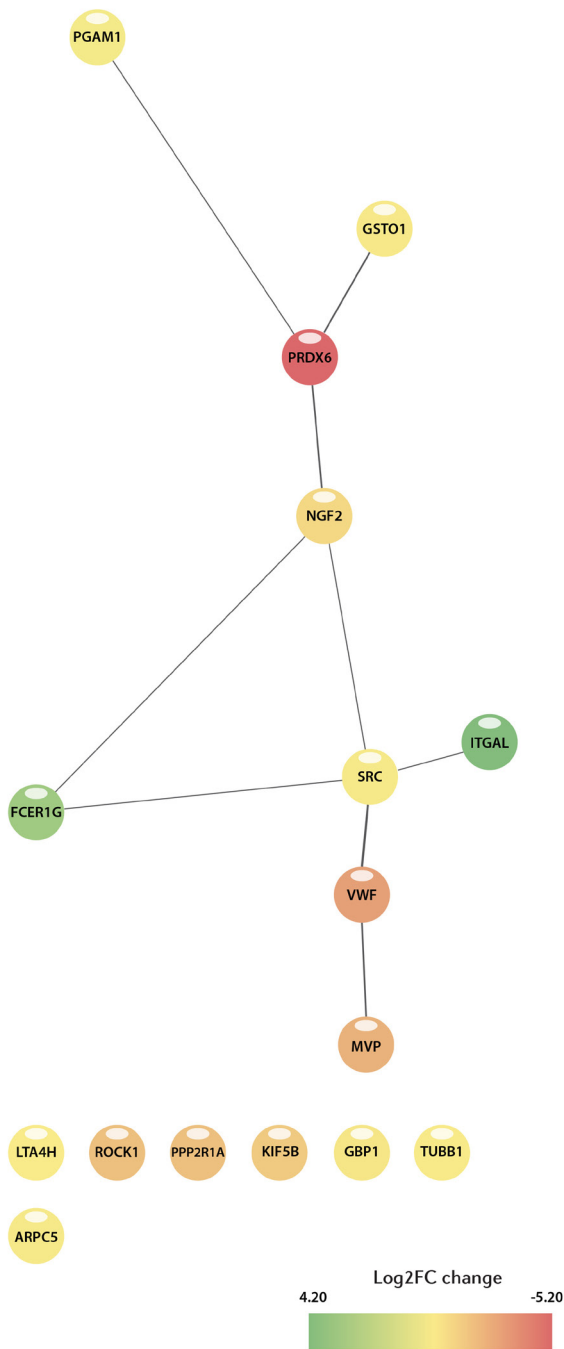 PGAM1
GSTO1
PRDX6
NGF2
ITGAL
SRC
FCER1G
VWF
MVP
LTA4H ROCK1 PPP2R1A KIF5B GBP1 TUBB1
ARPC5
Log2FC change
4.20 -5.20